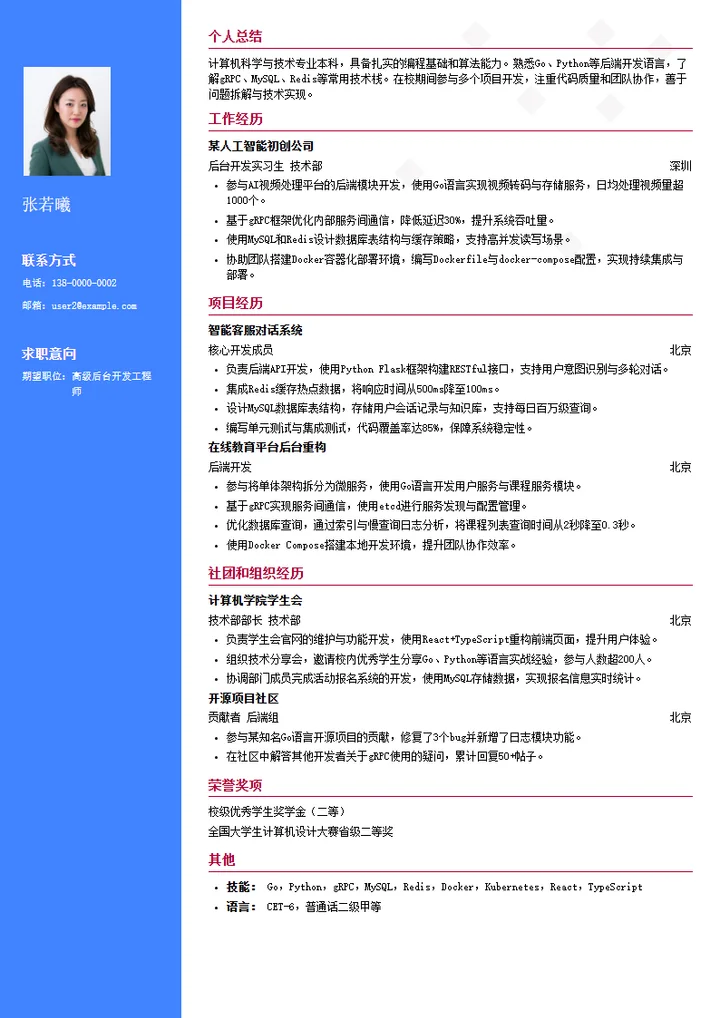 张若曦
联系方式
电话：138-0000-0002
邮箱：user2@example.com
求职意向
期望职位：高级后台开发工程
师
个人总结
计算机科学与技术专业本科，具备扎实的编程基础和算法能力。熟悉Go、Python等后端开发语言，了
解gRPC、MySQL、Redis等常用技术栈。在校期间参与多个项目开发，注重代码质量和团队协作，善于
问题拆解与技术实现。
工作经历
某人工智能初创公司
后台开发实习生 技术部 深圳
• 参与AI视频处理平台的后端模块开发，使用Go语言实现视频转码与存储服务，日均处理视频量超
1000个。
• 基于gRPC框架优化内部服务间通信，降低延迟30%，提升系统吞吐量。
• 使用MySQL和Redis设计数据库表结构与缓存策略，支持高并发读写场景。
• 协助团队搭建Docker容器化部署环境，编写Dockerfile与docker-compose配置，实现持续集成与
部署。
项目经历
智能客服对话系统
核心开发成员 北京
• 负责后端API开发，使用Python Flask框架构建RESTful接口，支持用户意图识别与多轮对话。
• 集成Redis缓存热点数据，将响应时间从500ms降至100ms。
• 设计MySQL数据库表结构，存储用户会话记录与知识库，支持每日百万级查询。
• 编写单元测试与集成测试，代码覆盖率达85%，保障系统稳定性。
在线教育平台后台重构
后端开发 北京
• 参与将单体架构拆分为微服务，使用Go语言开发用户服务与课程服务模块。
• 基于gRPC实现服务间通信，使用etcd进行服务发现与配置管理。
• 优化数据库查询，通过索引与慢查询日志分析，将课程列表查询时间从2秒降至0.3秒。
• 使用Docker Compose搭建本地开发环境，提升团队协作效率。
社团和组织经历
计算机学院学生会
技术部部长 技术部 北京
• 负责学生会官网的维护与功能开发，使用React+TypeScript重构前端页面，提升用户体验。
• 组织技术分享会，邀请校内优秀学生分享Go、Python等语言实战经验，参与人数超200人。
• 协调部门成员完成活动报名系统的开发，使用MySQL存储数据，实现报名信息实时统计。
开源项目社区
贡献者 后端组 北京
• 参与某知名Go语言开源项目的贡献，修复了3个bug并新增了日志模块功能。
• 在社区中解答其他开发者关于gRPC使用的疑问，累计回复50+帖子。
荣誉奖项
校级优秀学生奖学金（二等）
全国大学生计算机设计大赛省级二等奖
其他
• 技能： Go，Python，gRPC，MySQL，Redis，Docker，Kubernetes，React，TypeScript
• 语言： CET-6，普通话二级甲等